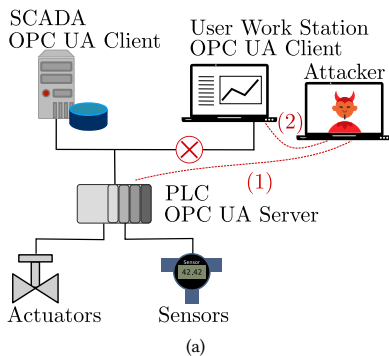 SCADA
OPC UA Client
User Work Station
OPC UA Client
Attacker
(2)
(1)
PLC
OPC UA Server
Sensor
42.42
Actuators
Sensors
(a)